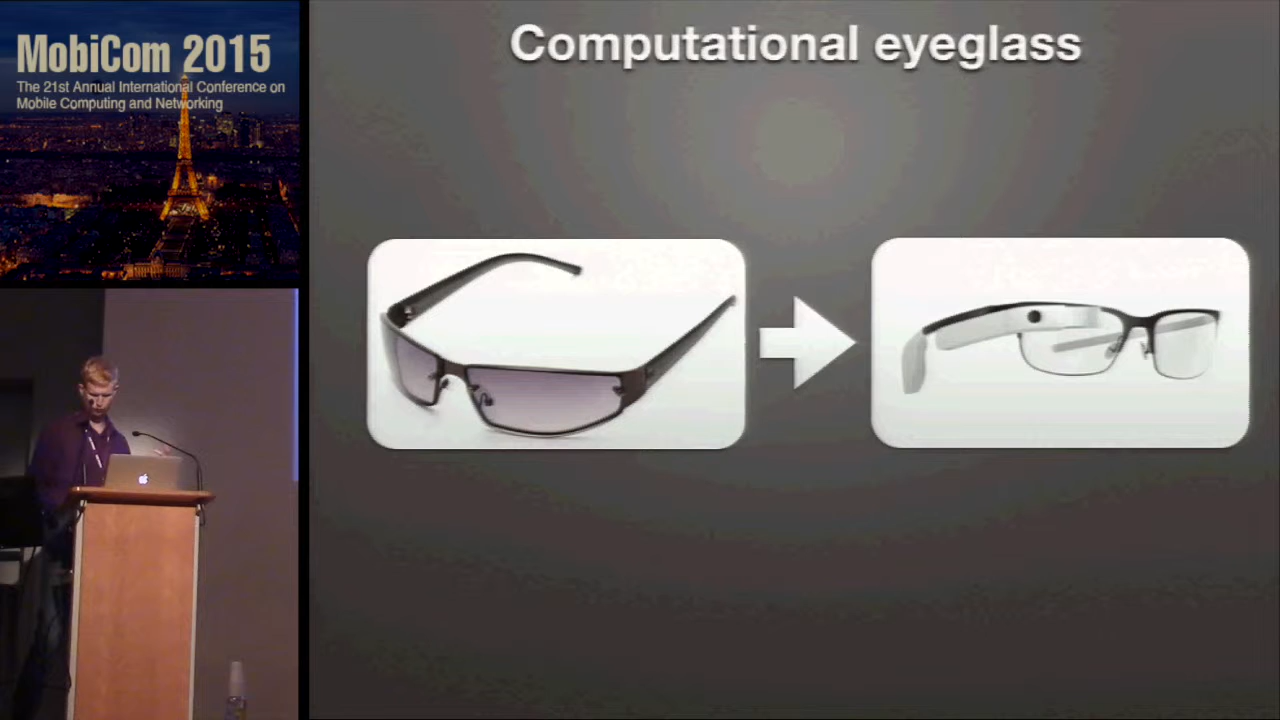 MobiCom 2015
The 21st Annual International Conference on
Mobile Computing and Networking
Computational eyeglass